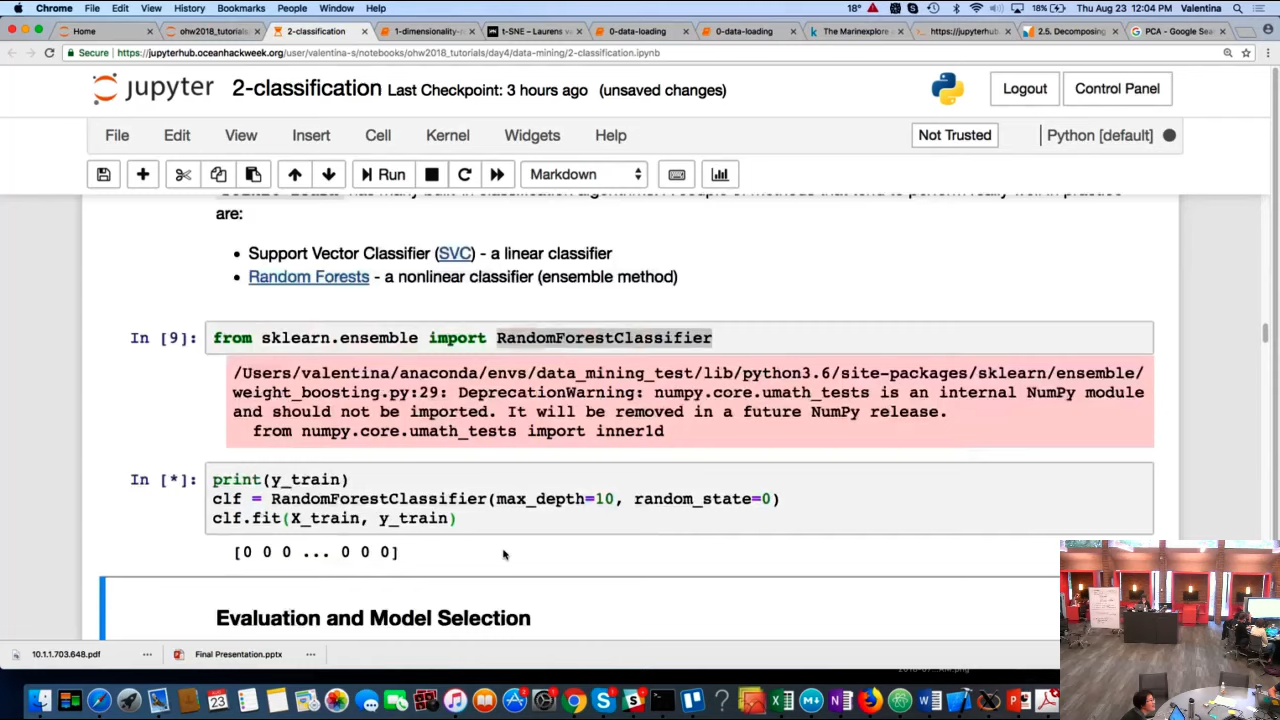 Chrome File Edit View History Bookmarks People Window Help 18° 18% Thu Aug 23 12:04 PM Valentina
Home ohw2018_tutorials 2-classification 1-dimensionality-r t-SNE – Laurens v 0-data-loading 0-data-loading The Marinexplore a https://jupyterhub 2.5. Decomposing PCA - Google Sea
Secure https://jupyterhub.oceanhackweek.org/user/valentina-s/notebooks/ohw2018_tutorials/day4/data-mining/2-classification.ipynb
jupyter 2-classification Last Checkpoint: 3 hours ago (unsaved changes) Logout Control Panel
File Edit View Insert Cell Kernel Widgets Help Not Trusted Python [default]
Run Markdown
are:
• Support Vector Classifier (SVC) - a linear classifier
• Random Forests - a nonlinear classifier (ensemble method)
In [9]: from sklearn.ensemble import RandomForestClassifier
/Users/valentina/anaconda/envs/data_mining_test/lib/python3.6/site-packages/sklearn/ensemble/
weight_boosting.py:29: DeprecationWarning: numpy.core.umath_tests is an internal NumPy module
and should not be imported. It will be removed in a future NumPy release.
from numpy.core.umath_tests import inner1d
In [*]: print(y_train)
clf = RandomForestClassifier(max_depth=10, random_state=0)
clf.fit(X_train, y_train)
[0 0 0 ... 0 0 0]
Evaluation and Model Selection
10.1.1.703.648.pdf Final Presentation.pptx